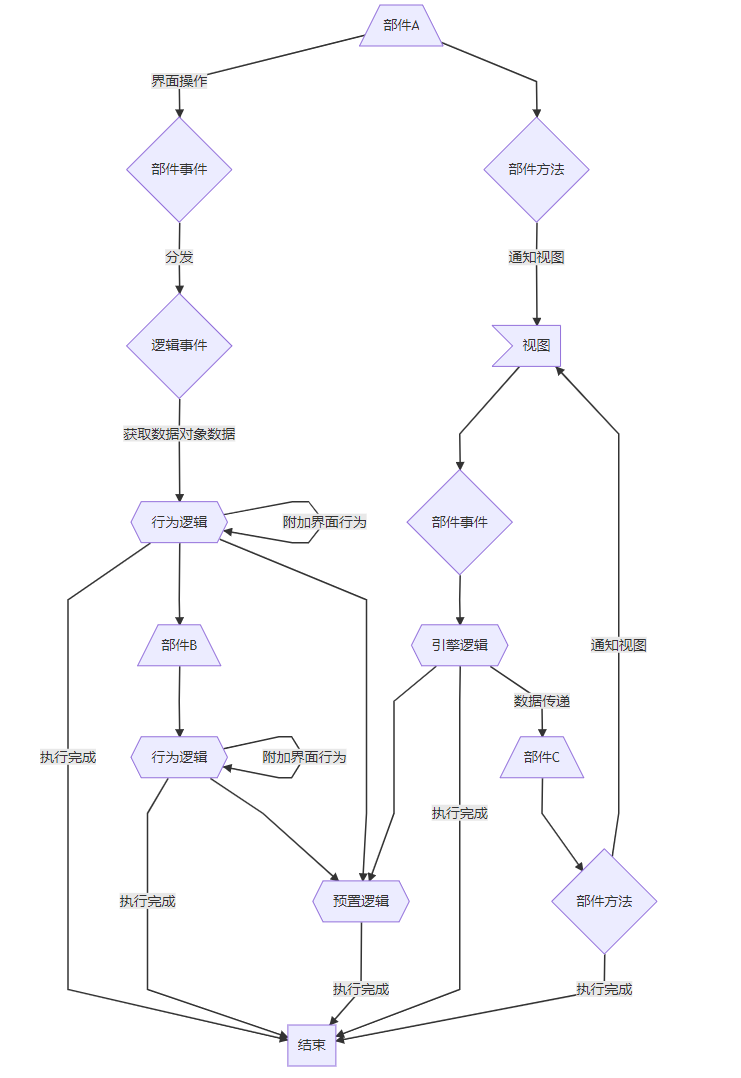 部件A
界面操作
部件事件
部件方法
分发
通知视图
逻辑事件
视图
获取数据对象数据
行为逻辑
附加界面行为
部件事件
部件B
引擎逻辑
通知视图
数据传递
执行完成
行为逻辑
附加界面行为
部件C
执行完成
执行完成
预置逻辑
部件方法
执行完成
执行完成
结束